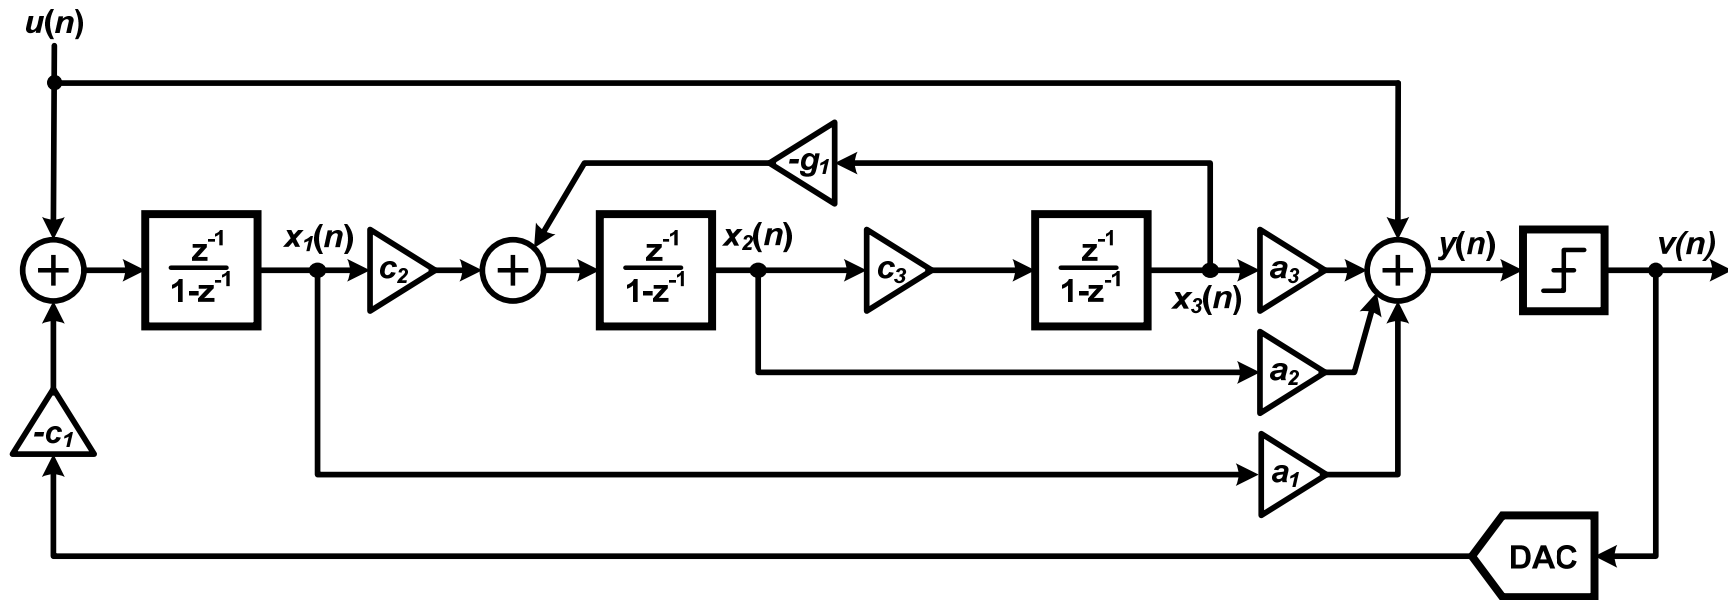 u(n)
-g₁
z⁻¹
1-z⁻¹
x₁(n)
c₂
z⁻¹
1-z⁻¹
x₂(n)
c₃
z⁻¹
1-z⁻¹
x₃(n)
a₃
y(n)
v(n)
a₂
-c₁
a₁
DAC